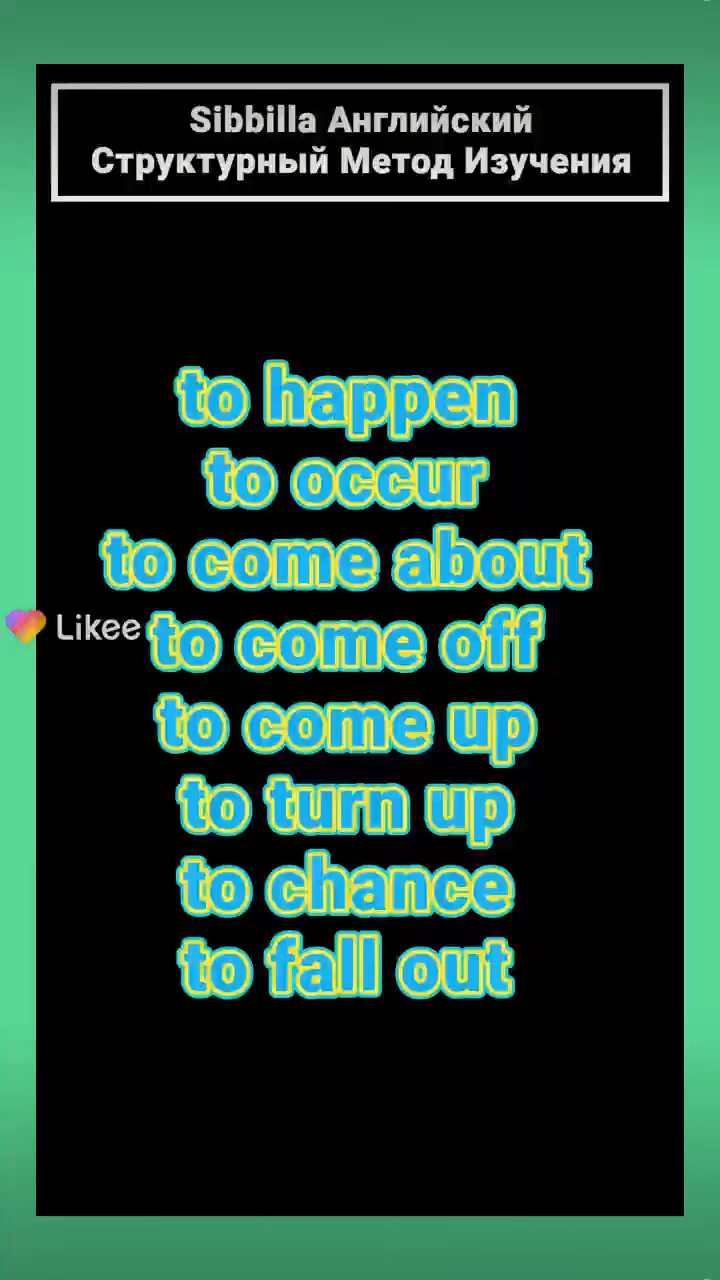 Sibbilla Английский
Структурный Метод Изучения
to happen
to occur
to come about
Likee
to come off
to come up
to turn up
to chance
to fall out